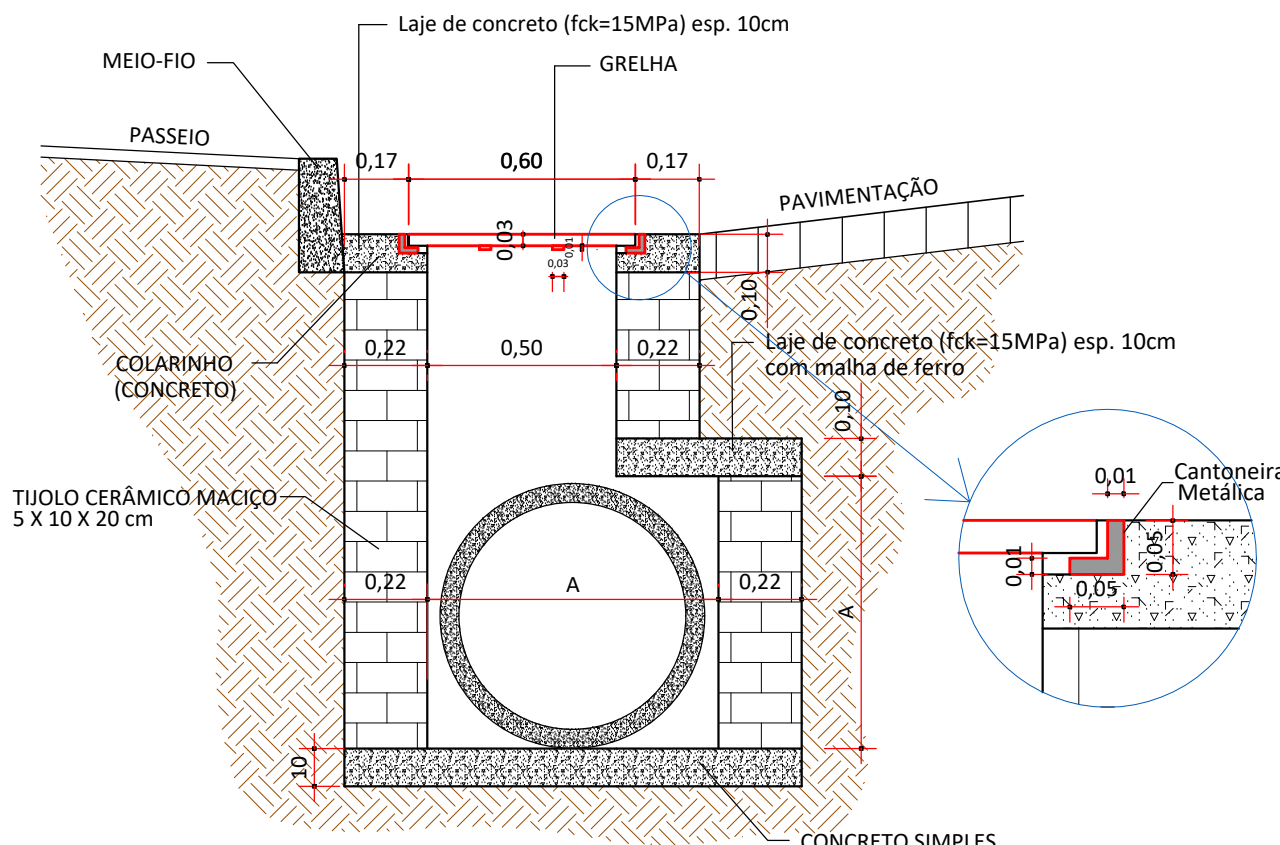 Laje de concreto (fck=15MPa) esp. 10cm
MEIO-FIO
GRELHA
PASSEIO
0,17
0,60
0,17
PAVIMENTAÇÃO
0,03
0,01
0,03
0,10
COLARINHO
(CONCRETO)
0,22
0,50
0,22
Laje de concreto (fck=15MPa) esp. 10cm
com malha de ferro
0,10
TIJOLO CERÂMICO MACIÇO
5 X 10 X 20 cm
0,01
Cantoneira
Metálica
0,01
0,05
0,05
0,22
A
0,22
A
10
CONCRETO SIMPLES